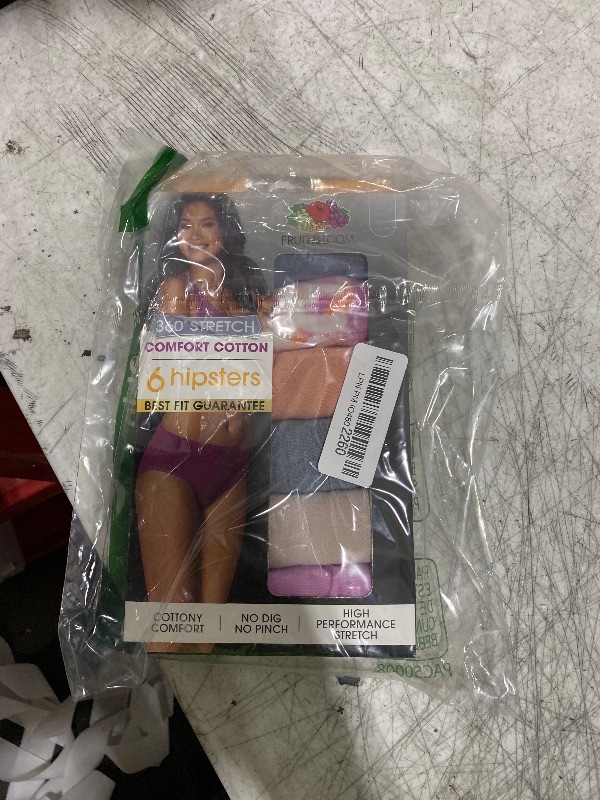 FRUIT OF THE LOOM
360° STRETCH
COMFORT COTTON
6 hipsters
BEST FIT GUARANTEE
2260
COTTONY
COMFORT
NO DIG
NO PINCH
HIGH
PERFORMANCE
STRETCH